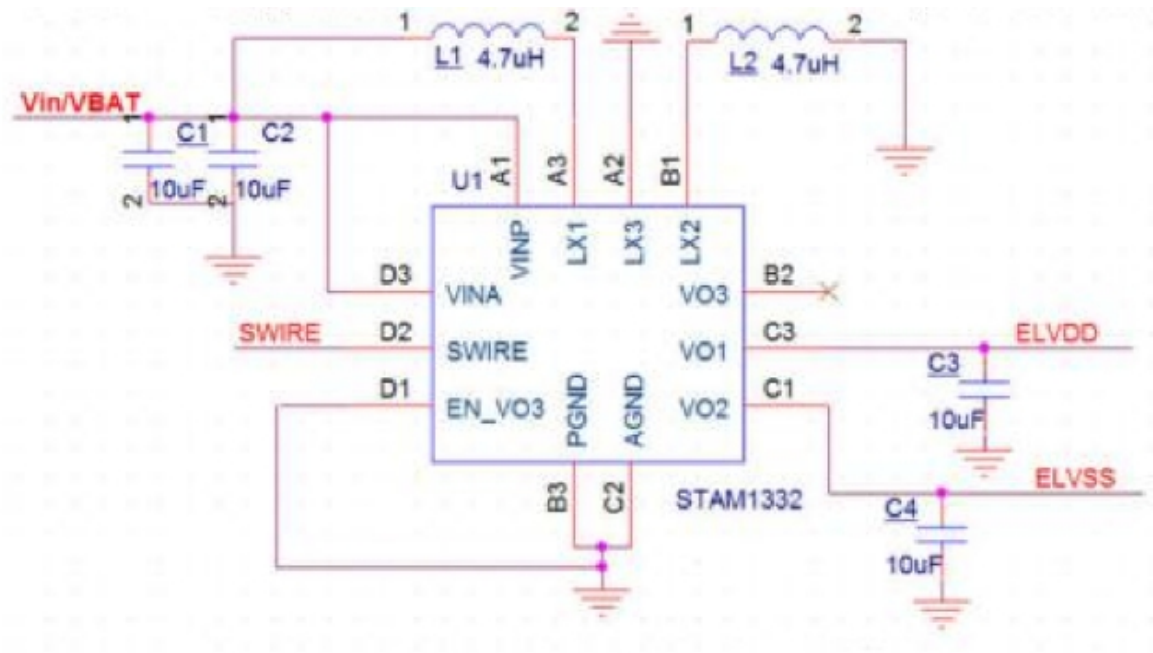 1 2 1 2
L1 4.7uH L2 4.7uH
Vin/VBAT
1 C1 1 C2
10uF 10uF
2 2
U1 A1 A3 A2 B1
VINP LX1 LX3 LX2
D3 VINA VO3 B2
SWIRE D2 SWIRE VO1 C3 ELVDD
D1 EN_VO3 PGND AGND VO2 C1
C3
10uF
B3 C2 STAM1332
ELVSS
C4
10uF